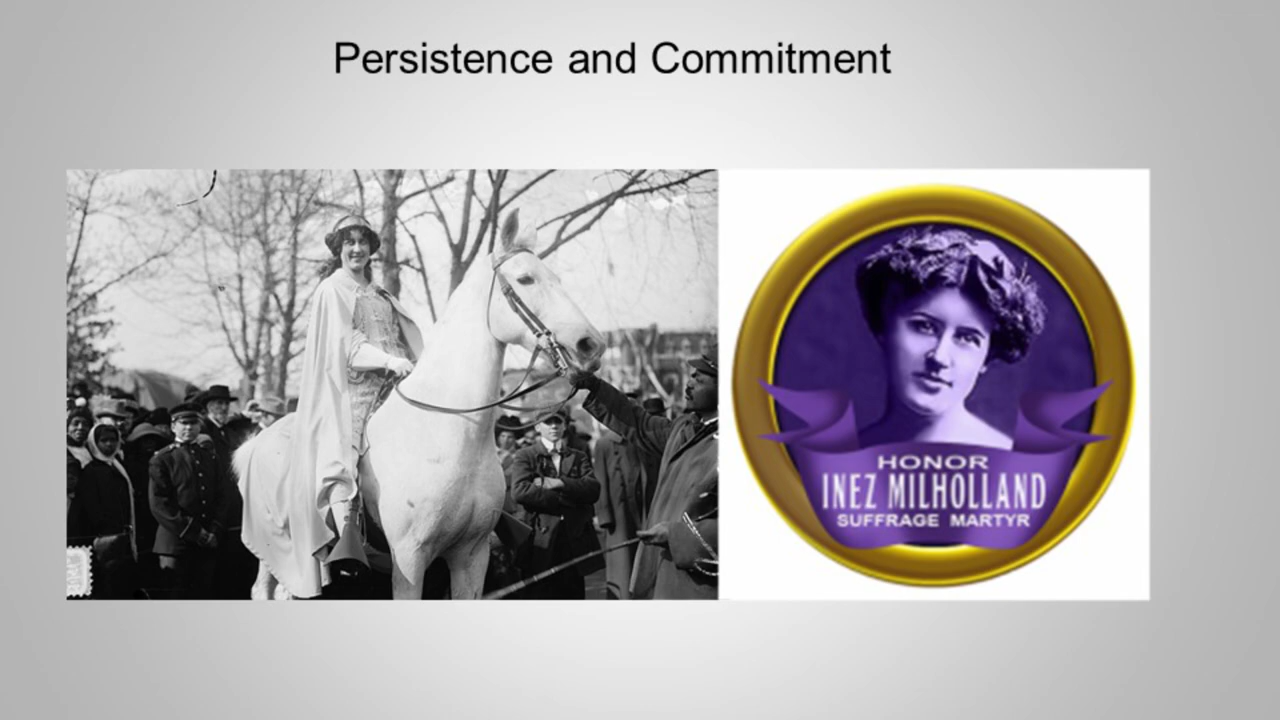 Persistence and Commitment
HONOR
INEZ MILHOLLAND
SUFFRAGE MARTYR